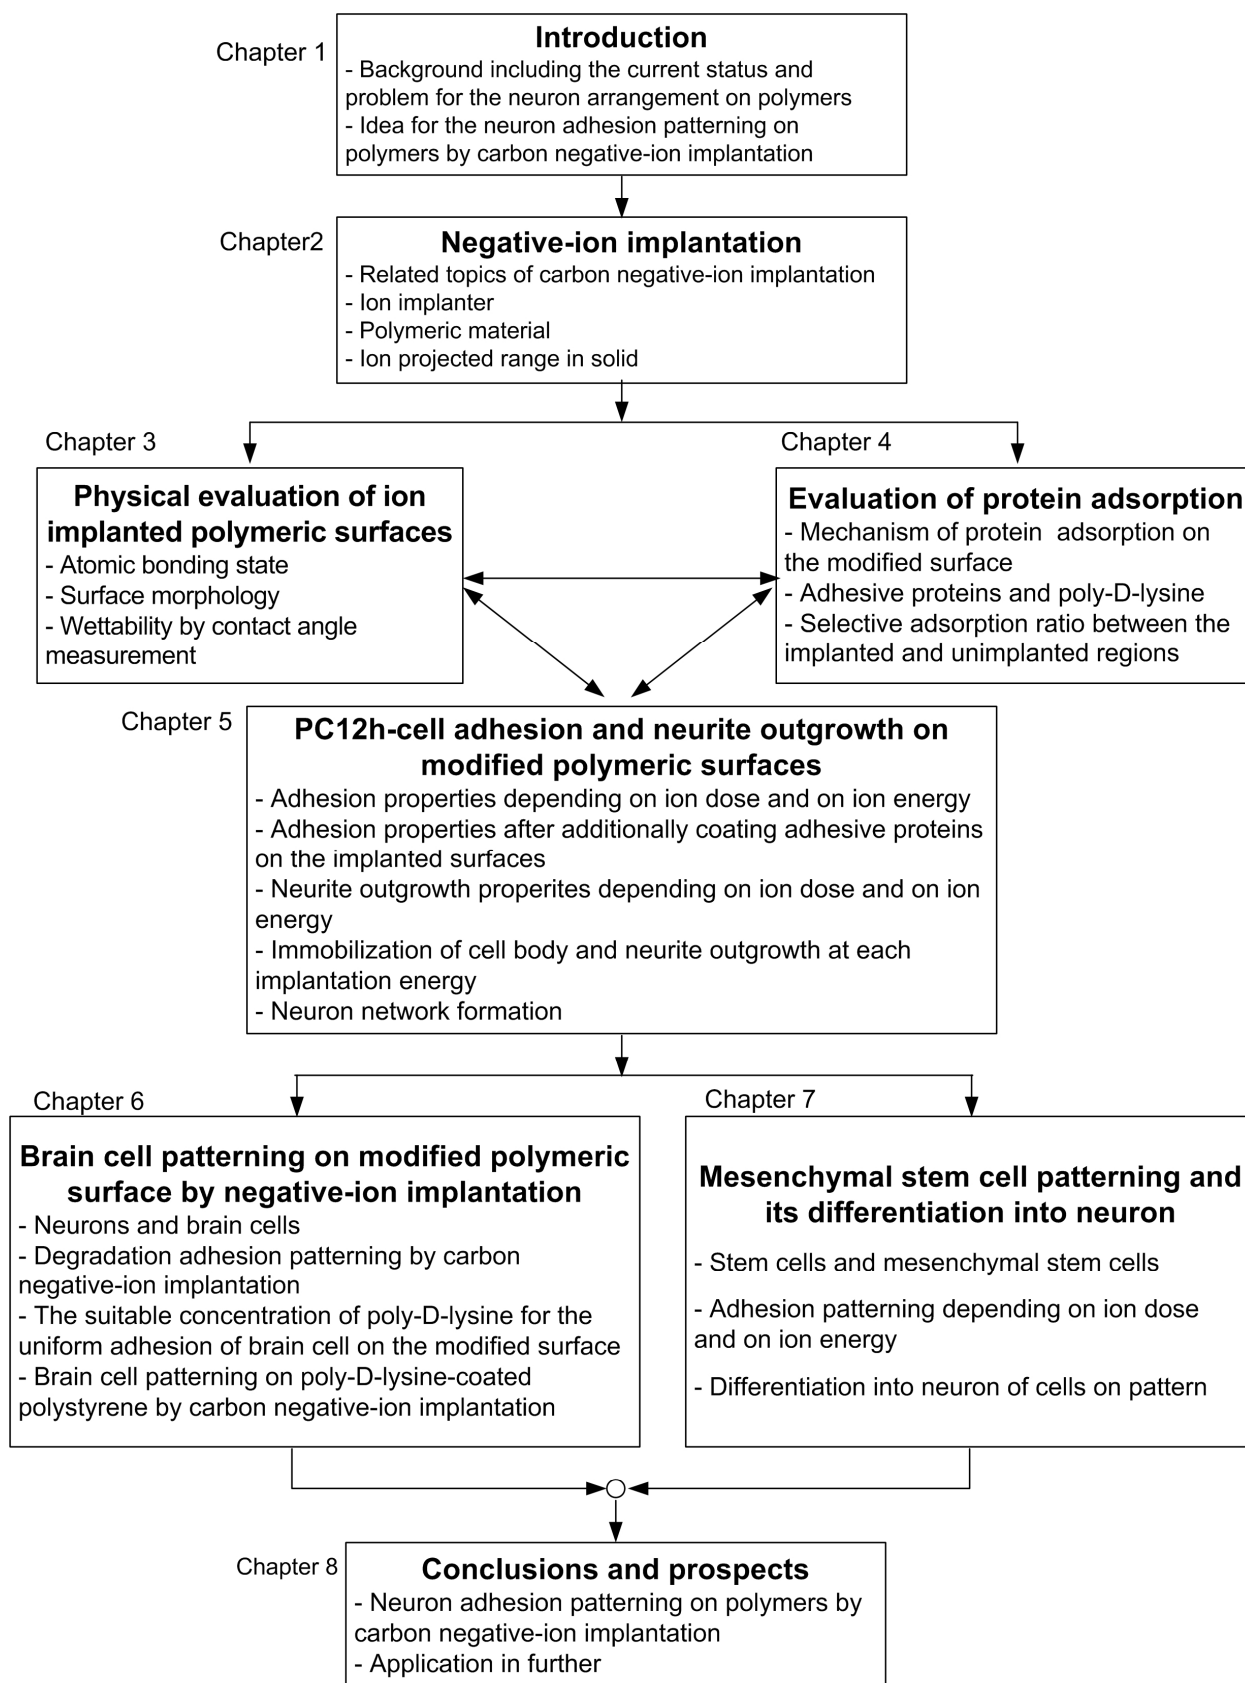 Chapter 1
Introduction
- Background including the current status and
problem for the neuron arrangement on polymers
- Idea for the neuron adhesion patterning on
polymers by carbon negative-ion implantation
Chapter2
Negative-ion implantation
- Related topics of carbon negative-ion implantation
- Ion implanter
- Polymeric material
- Ion projected range in solid
Chapter 3
Physical evaluation of ion
implanted polymeric surfaces
- Atomic bonding state
- Surface morphology
- Wettability by contact angle
measurement
Chapter 4
Evaluation of protein adsorption
- Mechanism of protein adsorption on
the modified surface
- Adhesive proteins and poly-D-lysine
- Selective adsorption ratio between the
implanted and unimplanted regions
Chapter 5
PC12h-cell adhesion and neurite outgrowth on
modified polymeric surfaces
- Adhesion properties depending on ion dose and on ion energy
- Adhesion properties after additionally coating adhesive proteins
on the implanted surfaces
- Neurite outgrowth properites depending on ion dose and on ion
energy
- Immobilization of cell body and neurite outgrowth at each
implantation energy
- Neuron network formation
Chapter 6
Brain cell patterning on modified polymeric
surface by negative-ion implantation
- Neurons and brain cells
- Degradation adhesion patterning by carbon
negative-ion implantation
- The suitable concentration of poly-D-lysine for the
uniform adhesion of brain cell on the modified surface
- Brain cell patterning on poly-D-lysine-coated
polystyrene by carbon negative-ion implantation
Chapter 7
Mesenchymal stem cell patterning and
its differentiation into neuron
- Stem cells and mesenchymal stem cells
- Adhesion patterning depending on ion dose
and on ion energy
- Differentiation into neuron of cells on pattern
Chapter 8
Conclusions and prospects
- Neuron adhesion patterning on polymers by
carbon negative-ion implantation
- Application in further